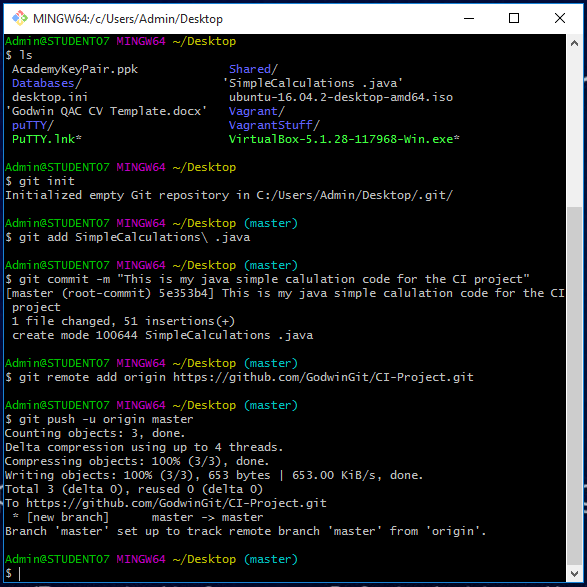 MINGW64:/c/Users/Admin/Desktop
Admin@STUDENT07 MINGW64 ~/Desktop
$ ls
AcademyKeyPair.ppk Shared/
Databases/ 'SimpleCalculations .java'
desktop.ini ubuntu-16.04.2-desktop-amd64.iso
'Godwin QAC CV Template.docx' Vagrant/
puTTY/ VagrantStuff/
PuTTY.lnk* VirtualBox-5.1.28-117968-Win.exe*
Admin@STUDENT07 MINGW64 ~/Desktop
$ git init
Initialized empty Git repository in C:/Users/Admin/Desktop/.git/
Admin@STUDENT07 MINGW64 ~/Desktop (master)
$ git add SimpleCalculations\ .java
Admin@STUDENT07 MINGW64 ~/Desktop (master)
$ git commit -m "This is my java simple calulation code for the CI project"
[master (root-commit) 5e353b4] This is my java simple calulation code for the CI
project
1 file changed, 51 insertions(+)
create mode 100644 SimpleCalculations .java
Admin@STUDENT07 MINGW64 ~/Desktop (master)
$ git remote add origin https://github.com/GodwinGit/CI-Project.git
Admin@STUDENT07 MINGW64 ~/Desktop (master)
$ git push -u origin master
Counting objects: 3, done.
Delta compression using up to 4 threads.
Compressing objects: 100% (3/3), done.
Writing objects: 100% (3/3), 653 bytes | 653.00 KiB/s, done.
Total 3 (delta 0), reused 0 (delta 0)
To https://github.com/GodwinGit/CI-Project.git
* [new branch] master -> master
Branch 'master' set up to track remote branch 'master' from 'origin'.
Admin@STUDENT07 MINGW64 ~/Desktop (master)
$